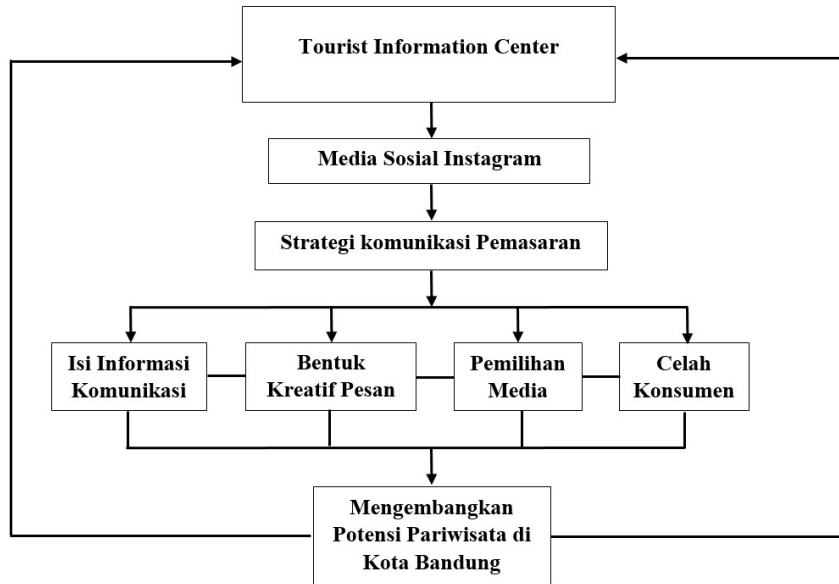 Tourist Information Center
Media Sosial Instagram
Strategi komunikasi Pemasaran
Isi Informasi
Komunikasi
Bentuk
Kreatif Pesan
Pemilihan
Media
Celah
Konsumen
Mengembangkan
Potensi Pariwisata di
Kota Bandung